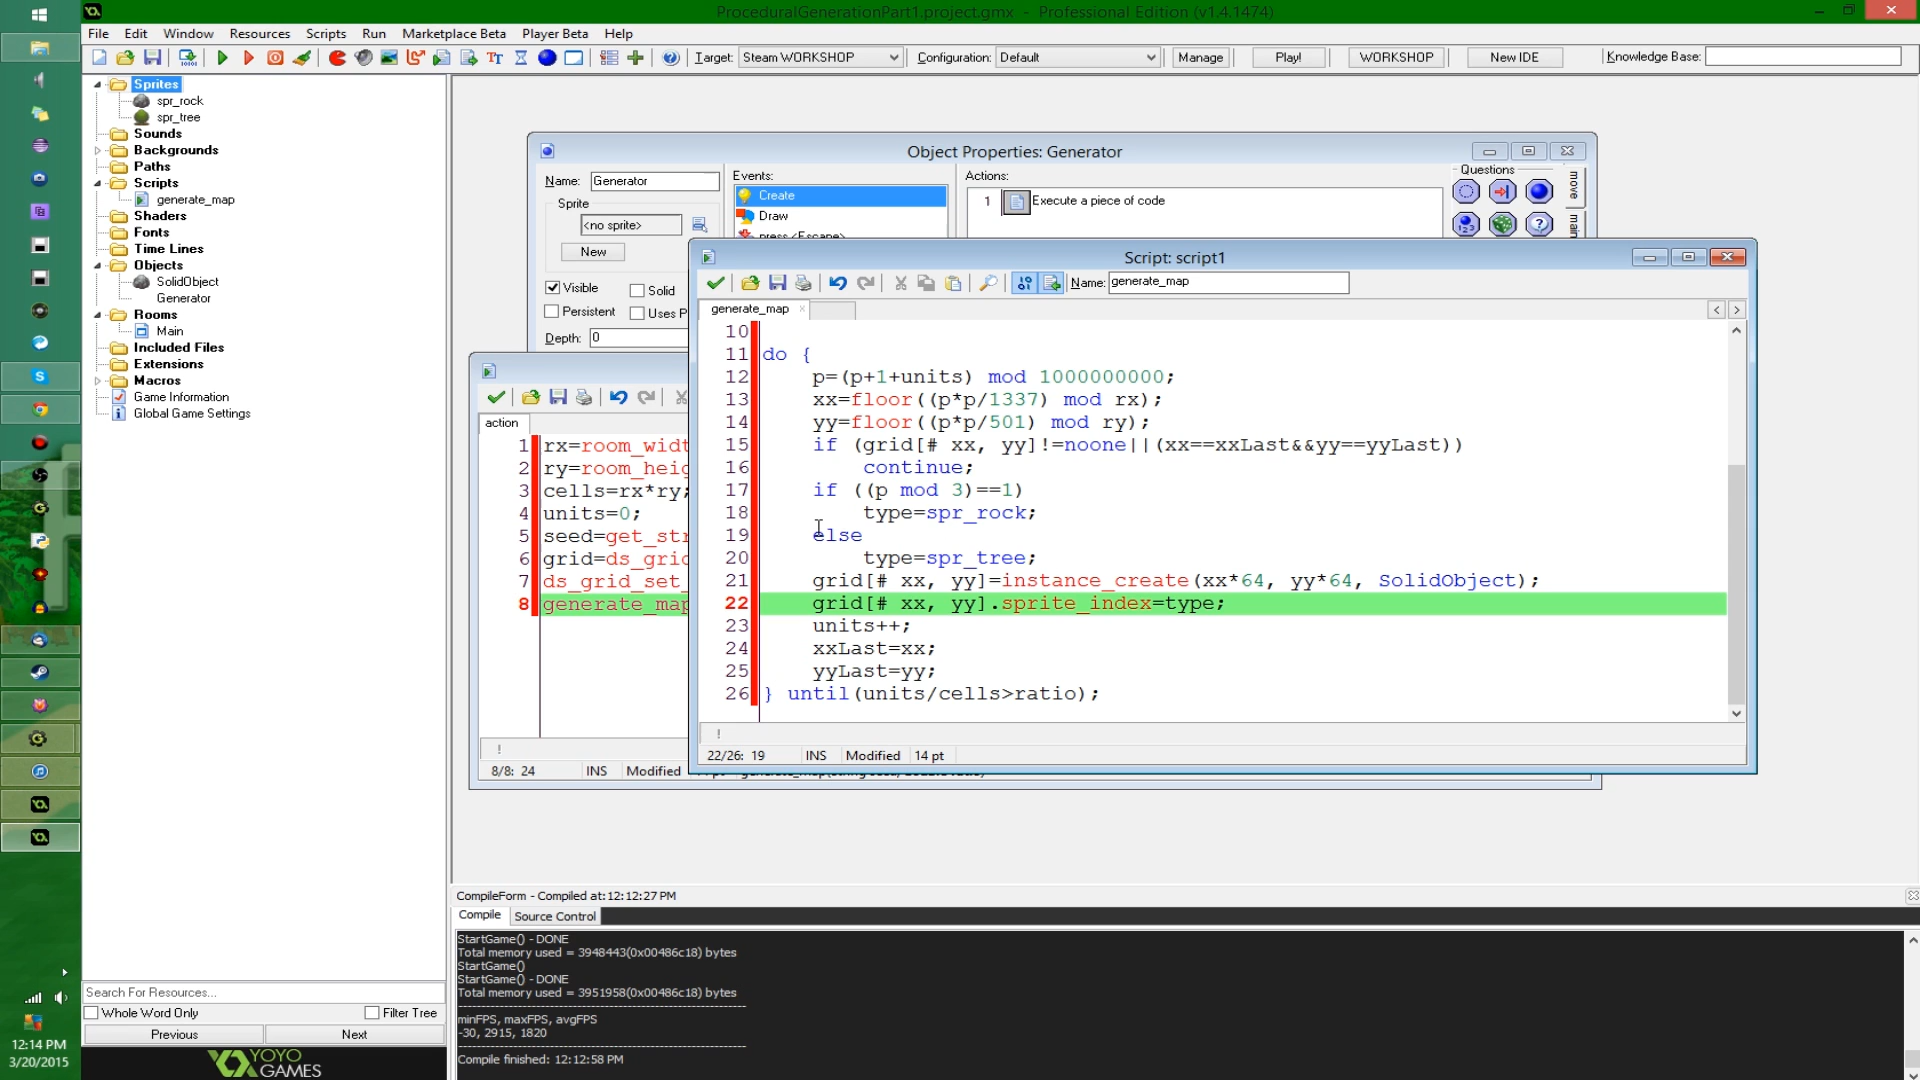 ProceduralGenerationPart1.project.gmx - Professional Edition (v1.4.1474)
File Edit Window Resources Scripts Run Marketplace Beta Player Beta Help
Target: Steam WORKSHOP Configuration: Default Manage Play! WORKSHOP New IDE Knowledge Base:
Sprites
spr_rock
spr_tree
Sounds
Backgrounds
Paths
Scripts
generate_map
Shaders
Fonts
Time Lines
Objects
SolidObject
Generator
Rooms
Main
Included Files
Extensions
Macros
Game Information
Global Game Settings
Search For Resources...
Whole Word Only Filter Tree
Previous Next
YOYO
GAMES
12:14 PM
3/20/2015
Object Properties: Generator
Name: Generator
Sprite
<no sprite>
New
Visible Solid
Persistent Uses P
Depth: 0
Events:
Create
Draw
press <Escape>
Actions:
1 Execute a piece of code
Questions
move
action
1 rx=room_widt
2 ry=room_heig
3 cells=rx*ry;
4 units=0;
5 seed=get_str
6 grid=ds_grid
7 ds_grid_set_
8 generate_map
8/8: 24 INS Modified
Script: script1
Name: generate_map
generate_map
10
11 do {
12 p=(p+1+units) mod 1000000000;
13 xx=floor((p*p/1337) mod rx);
14 yy=floor((p*p/501) mod ry);
15 if (grid[# xx, yy]!=noone||(xx==xxLast&&yy==yyLast))
16 continue;
17 if ((p mod 3)==1)
18 type=spr_rock;
19 else
20 type=spr_tree;
21 grid[# xx, yy]=instance_create(xx*64, yy*64, SolidObject);
22 grid[# xx, yy].sprite_index=type;
23 units++;
24 xxLast=xx;
25 yyLast=yy;
26 } until(units/cells>ratio);
22/26: 19 INS Modified 14 pt
CompileForm - Compiled at:12:12:27 PM
Compile Source Control
StartGame() - DONE
Total memory used = 3948443(0x00486c18) bytes
StartGame()
StartGame() - DONE
Total memory used = 3951958(0x00486c18) bytes
minFPS, maxFPS, avgFPS
-30, 2915, 1820
Compile finished: 12:12:58 PM